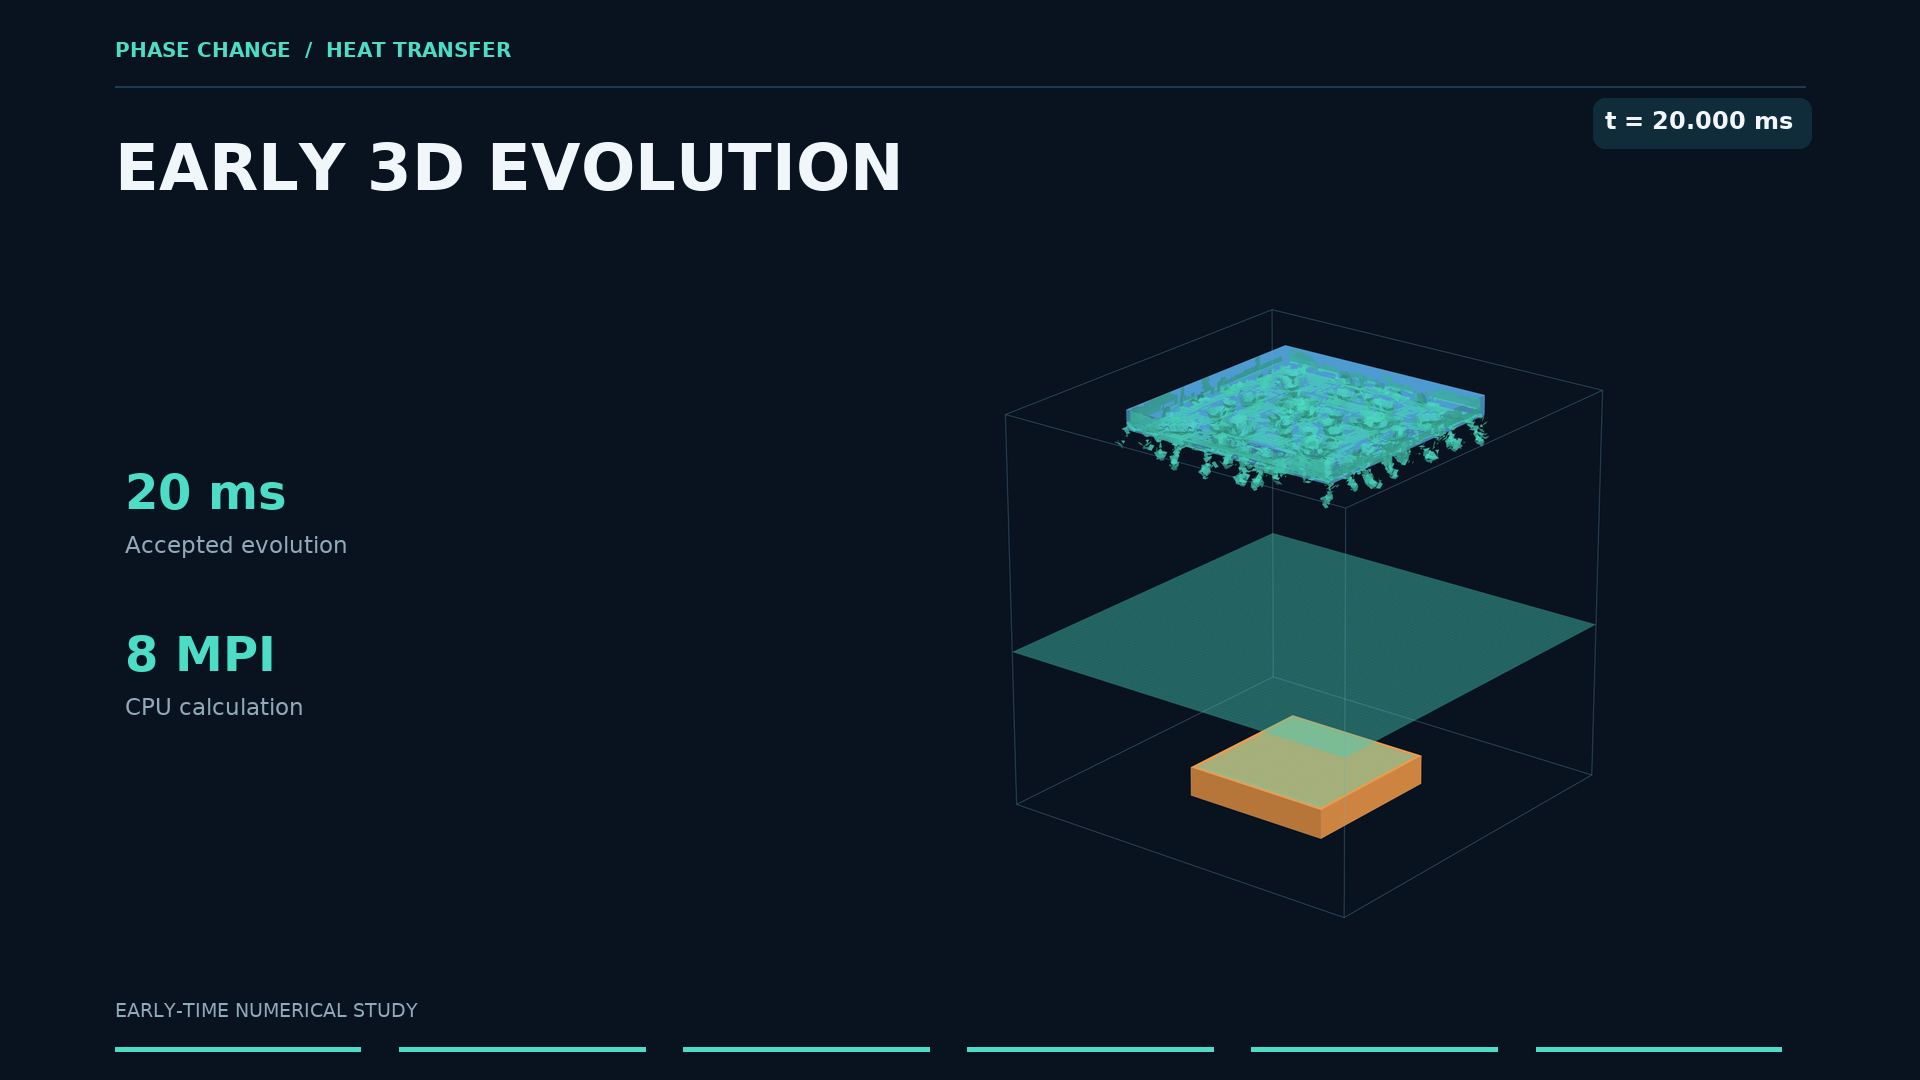 PHASE CHANGE / HEAT TRANSFER
t = 20.000 ms
EARLY 3D EVOLUTION
20 ms
Accepted evolution
8 MPI
CPU calculation
EARLY-TIME NUMERICAL STUDY